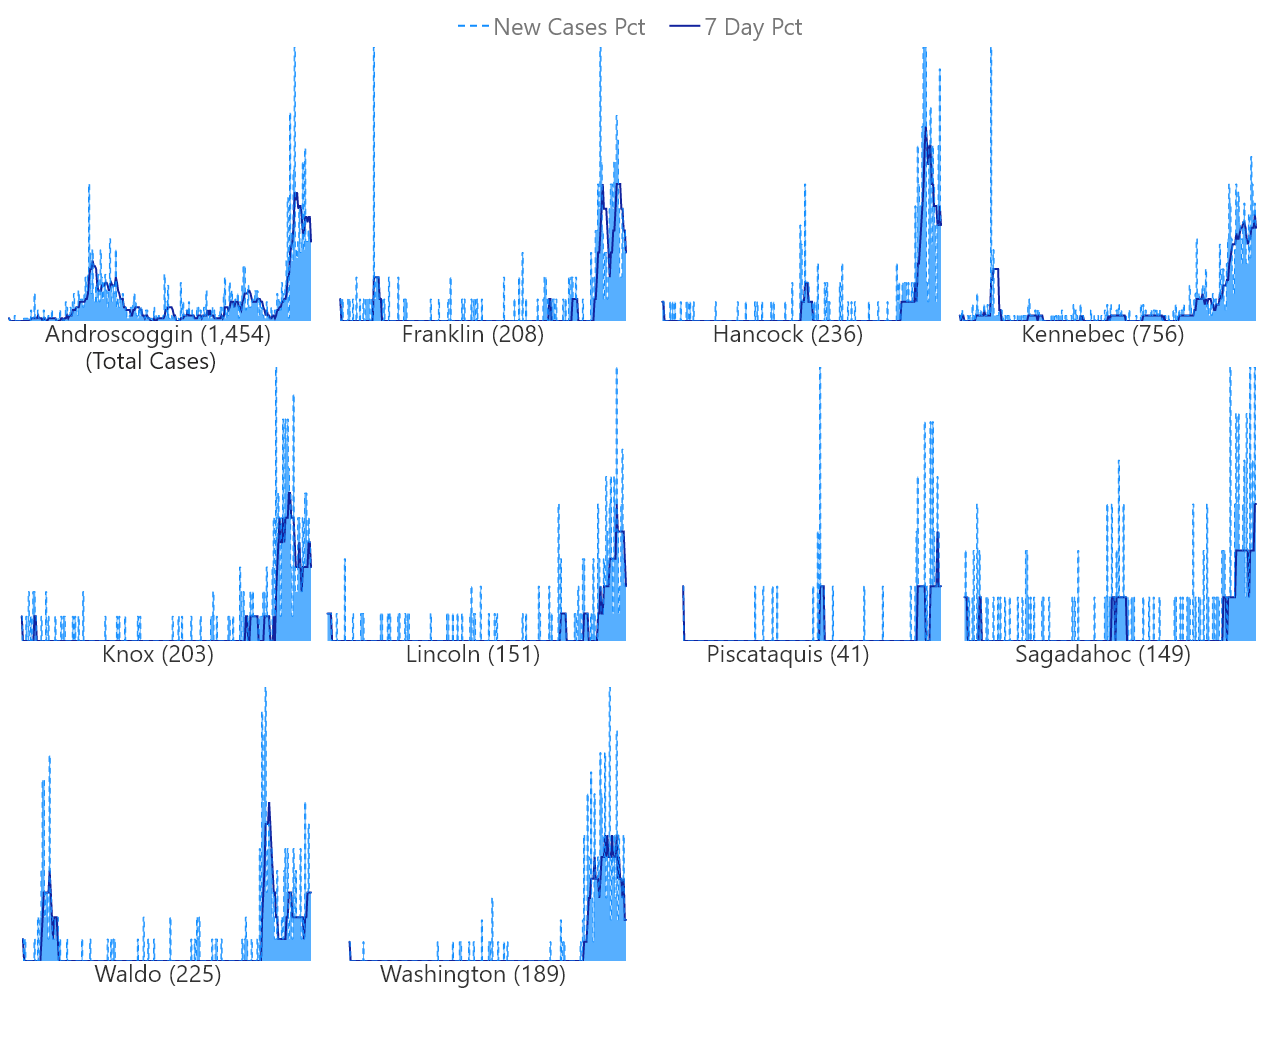 New Cases Pct 7 Day Pct
Androscoggin (1,454)
(Total Cases)
Franklin (208)
Hancock (236)
Kennebec (756)
Knox (203)
Lincoln (151)
Piscataquis (41)
Sagadahoc (149)
Waldo (225)
Washington (189)